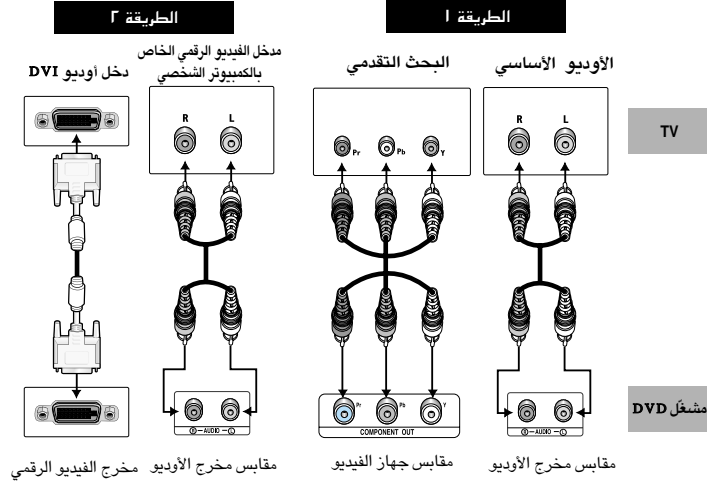 الطريقة ١
الطريقة ٢
الأوديو الأساسي
البحث التقدمي
مدخل الفيديو الرقمي الخاص
بالكمبيوتر الشخصي
دخل أوديو DVI
R L
Pr Pb Y
R L
TV
مشغّل DVD
R — AUDIO — L
Pr Pb Y
COMPONENT OUT
R — AUDIO — L
مقابس مخرج الأوديو
مقابس جهاز الفيديو
مقابس مخرج الأوديو
مخرج الفيديو الرقمي